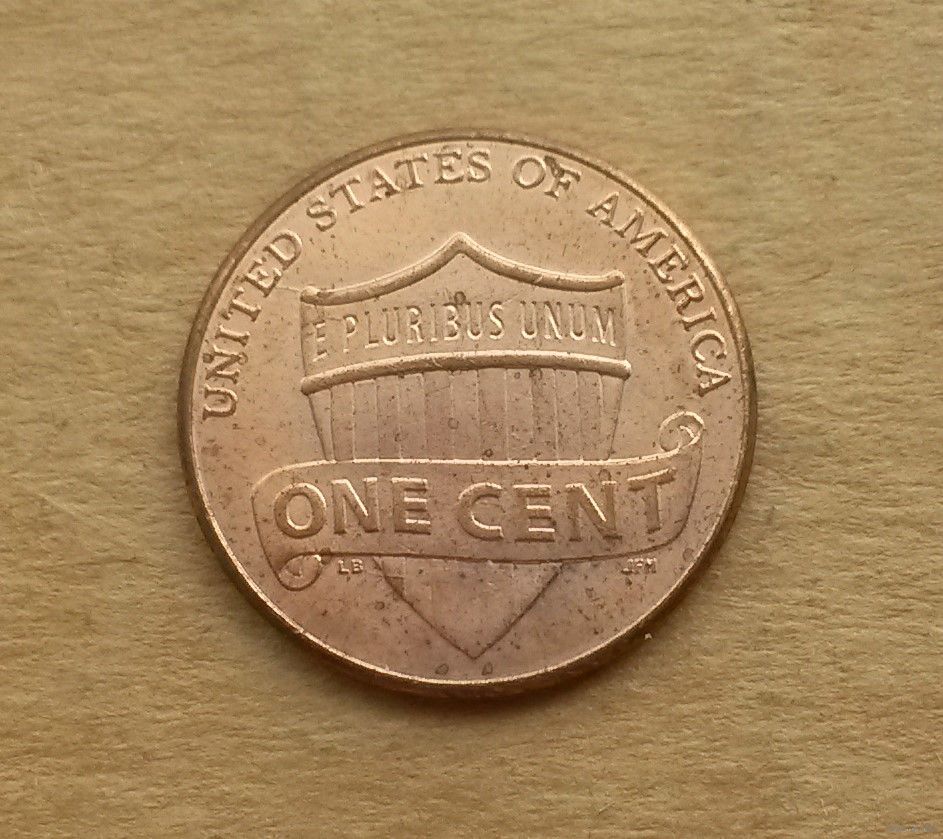 UNITED STATES OF AMERICA
E PLURIBUS UNUM
ONE CENT
LB
JFM